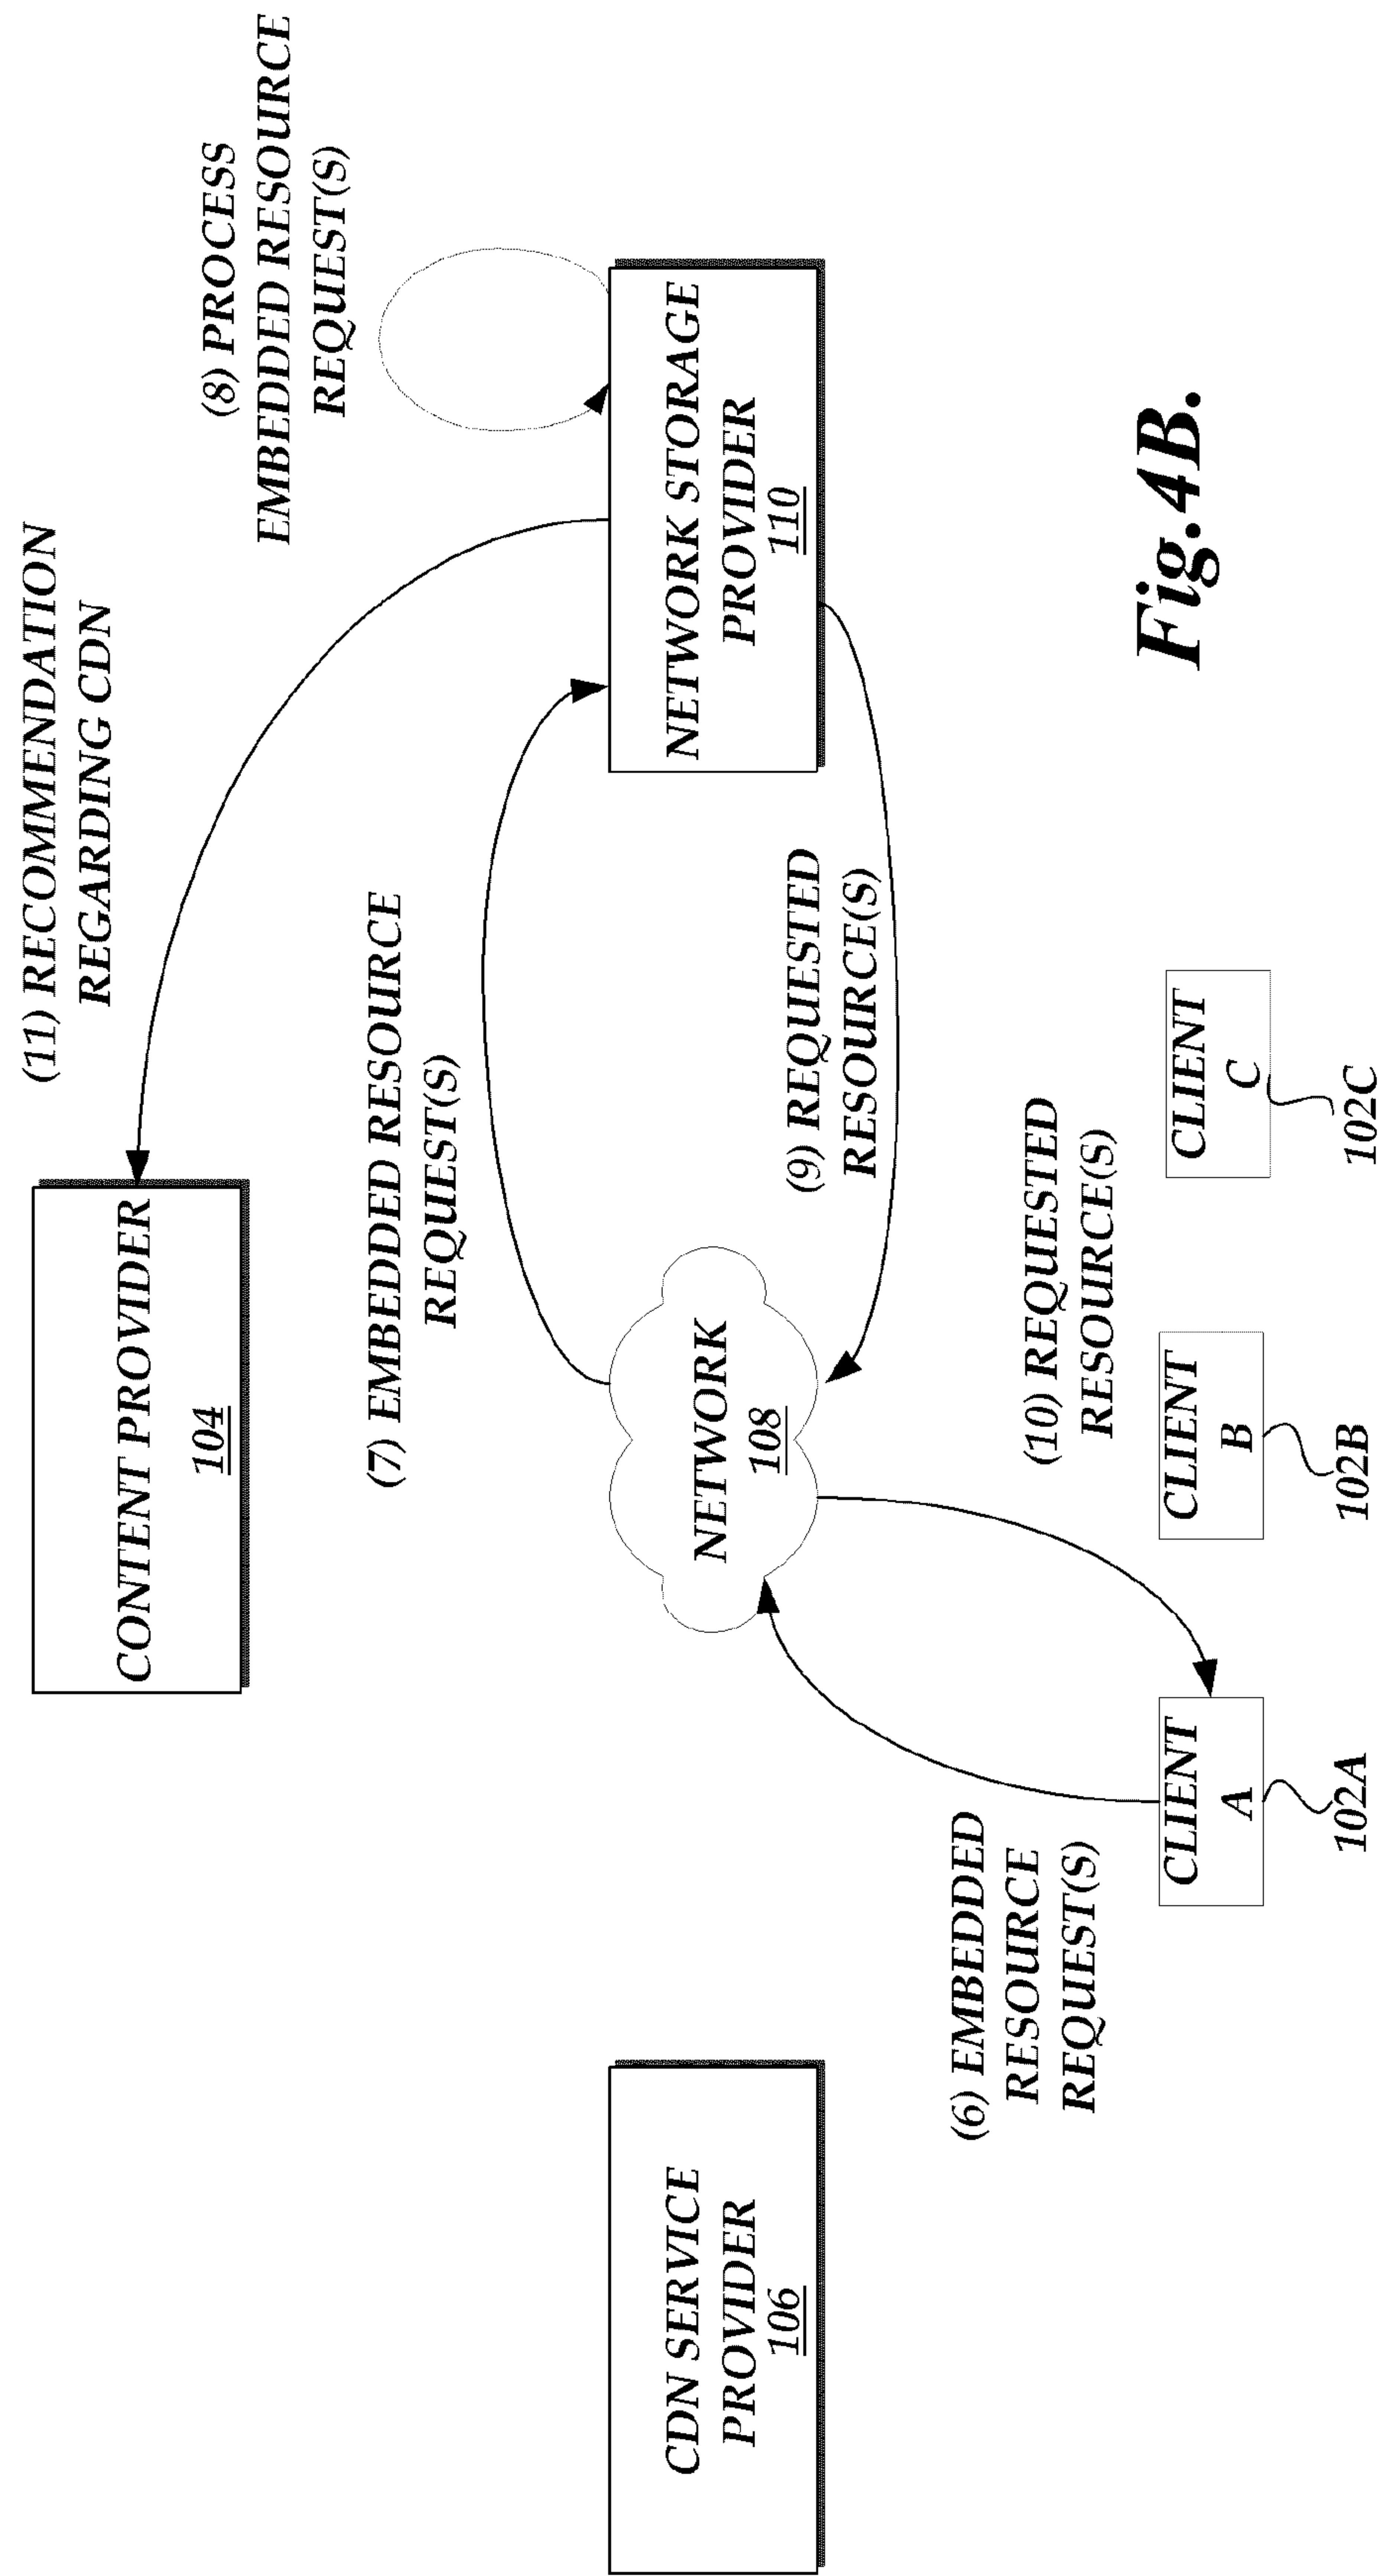 (11) RECOMMENDATION
REGARDING CDN
(8) PROCESS
EMBEDDED RESOURCE
REQUEST(S)
CONTENT PROVIDER
104
(7) EMBEDDED RESOURCE
REQUEST(S)
CDN SERVICE
PROVIDER
106
NETWORK
108
NETWORK STORAGE
PROVIDER
110
(9) REQUESTED
RESOURCE(S)
(6) EMBEDDED
RESOURCE
REQUEST(S)
(10) REQUESTED
RESOURCE(S)
CLIENT
A
102A
CLIENT
B
102B
CLIENT
C
102C
Fig.4B.